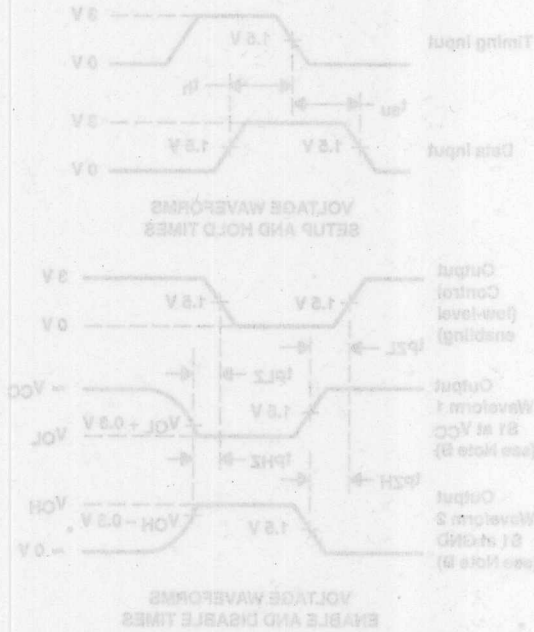 3 V
Timing Input
1.5 V
0 V
th
tsu
3 V
Data Input
1.5 V
1.5 V
0 V
VOLTAGE WAVEFORMS
SETUP AND HOLD TIMES
Output
Control
(low-level
enabling)
3 V
1.5 V
1.5 V
0 V
tPZL
tPLZ
Output
Waveform 1
S1 at VCC
(see Note B)
≈ VCC
1.5 V
VOL + 0.3 V
VOL
tPHZ
tPZH
Output
Waveform 2
S1 at GND
(see Note B)
VOH
1.5 V
VOH – 0.3 V
≈ 0 V
VOLTAGE WAVEFORMS
ENABLE AND DISABLE TIMES